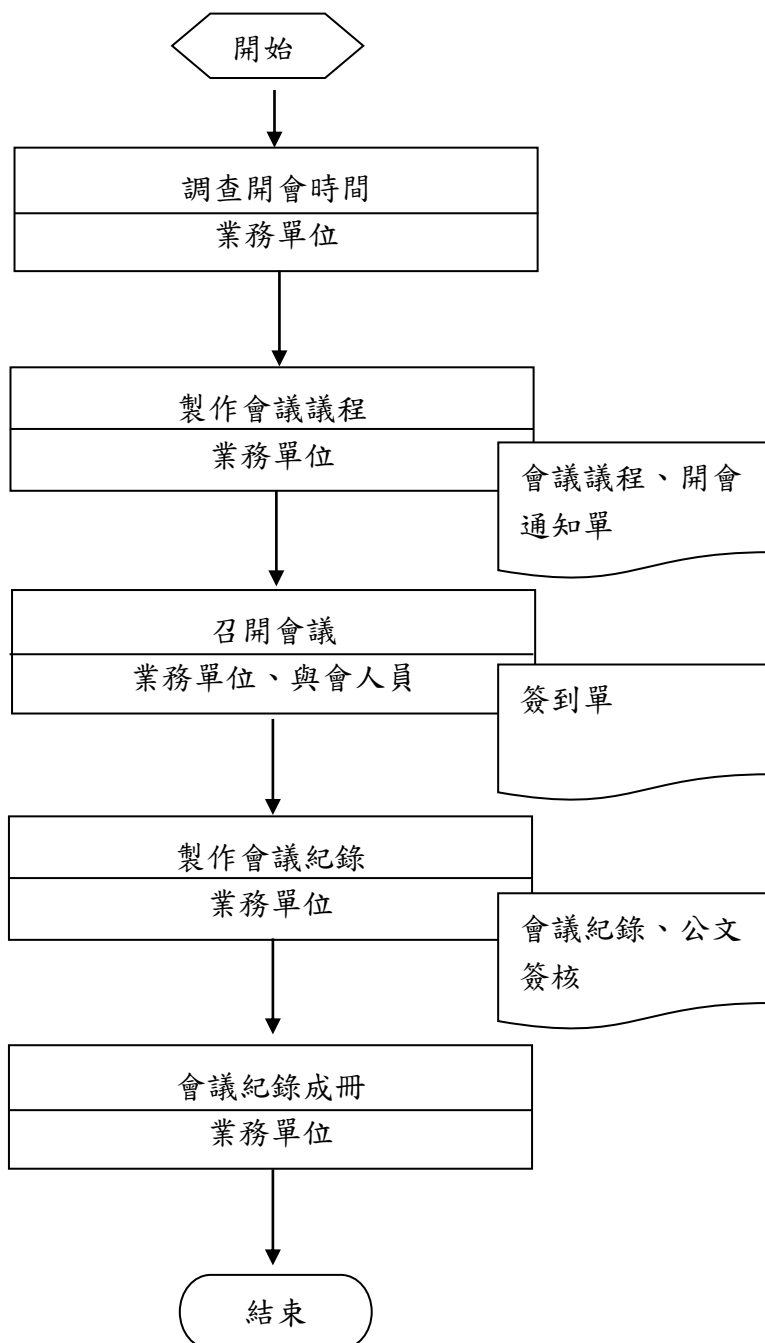 開始
調查開會時間
業務單位
製作會議議程
業務單位
會議議程、開會
通知單
召開會議
業務單位、與會人員
簽到單
製作會議紀錄
業務單位
會議紀錄、公文
簽核
會議紀錄成冊
業務單位
結束